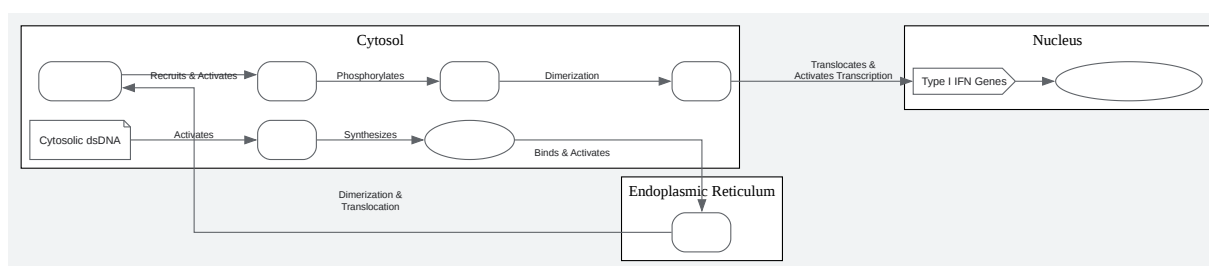 Cytosol
Nucleus
Recruits & Activates
Phosphorylates
Dimerization
Translocates &
Activates Transcription
Type I IFN Genes
Cytosolic dsDNA
Activates
Synthesizes
Binds & Activates
Endoplasmic Reticulum
Dimerization &
Translocation